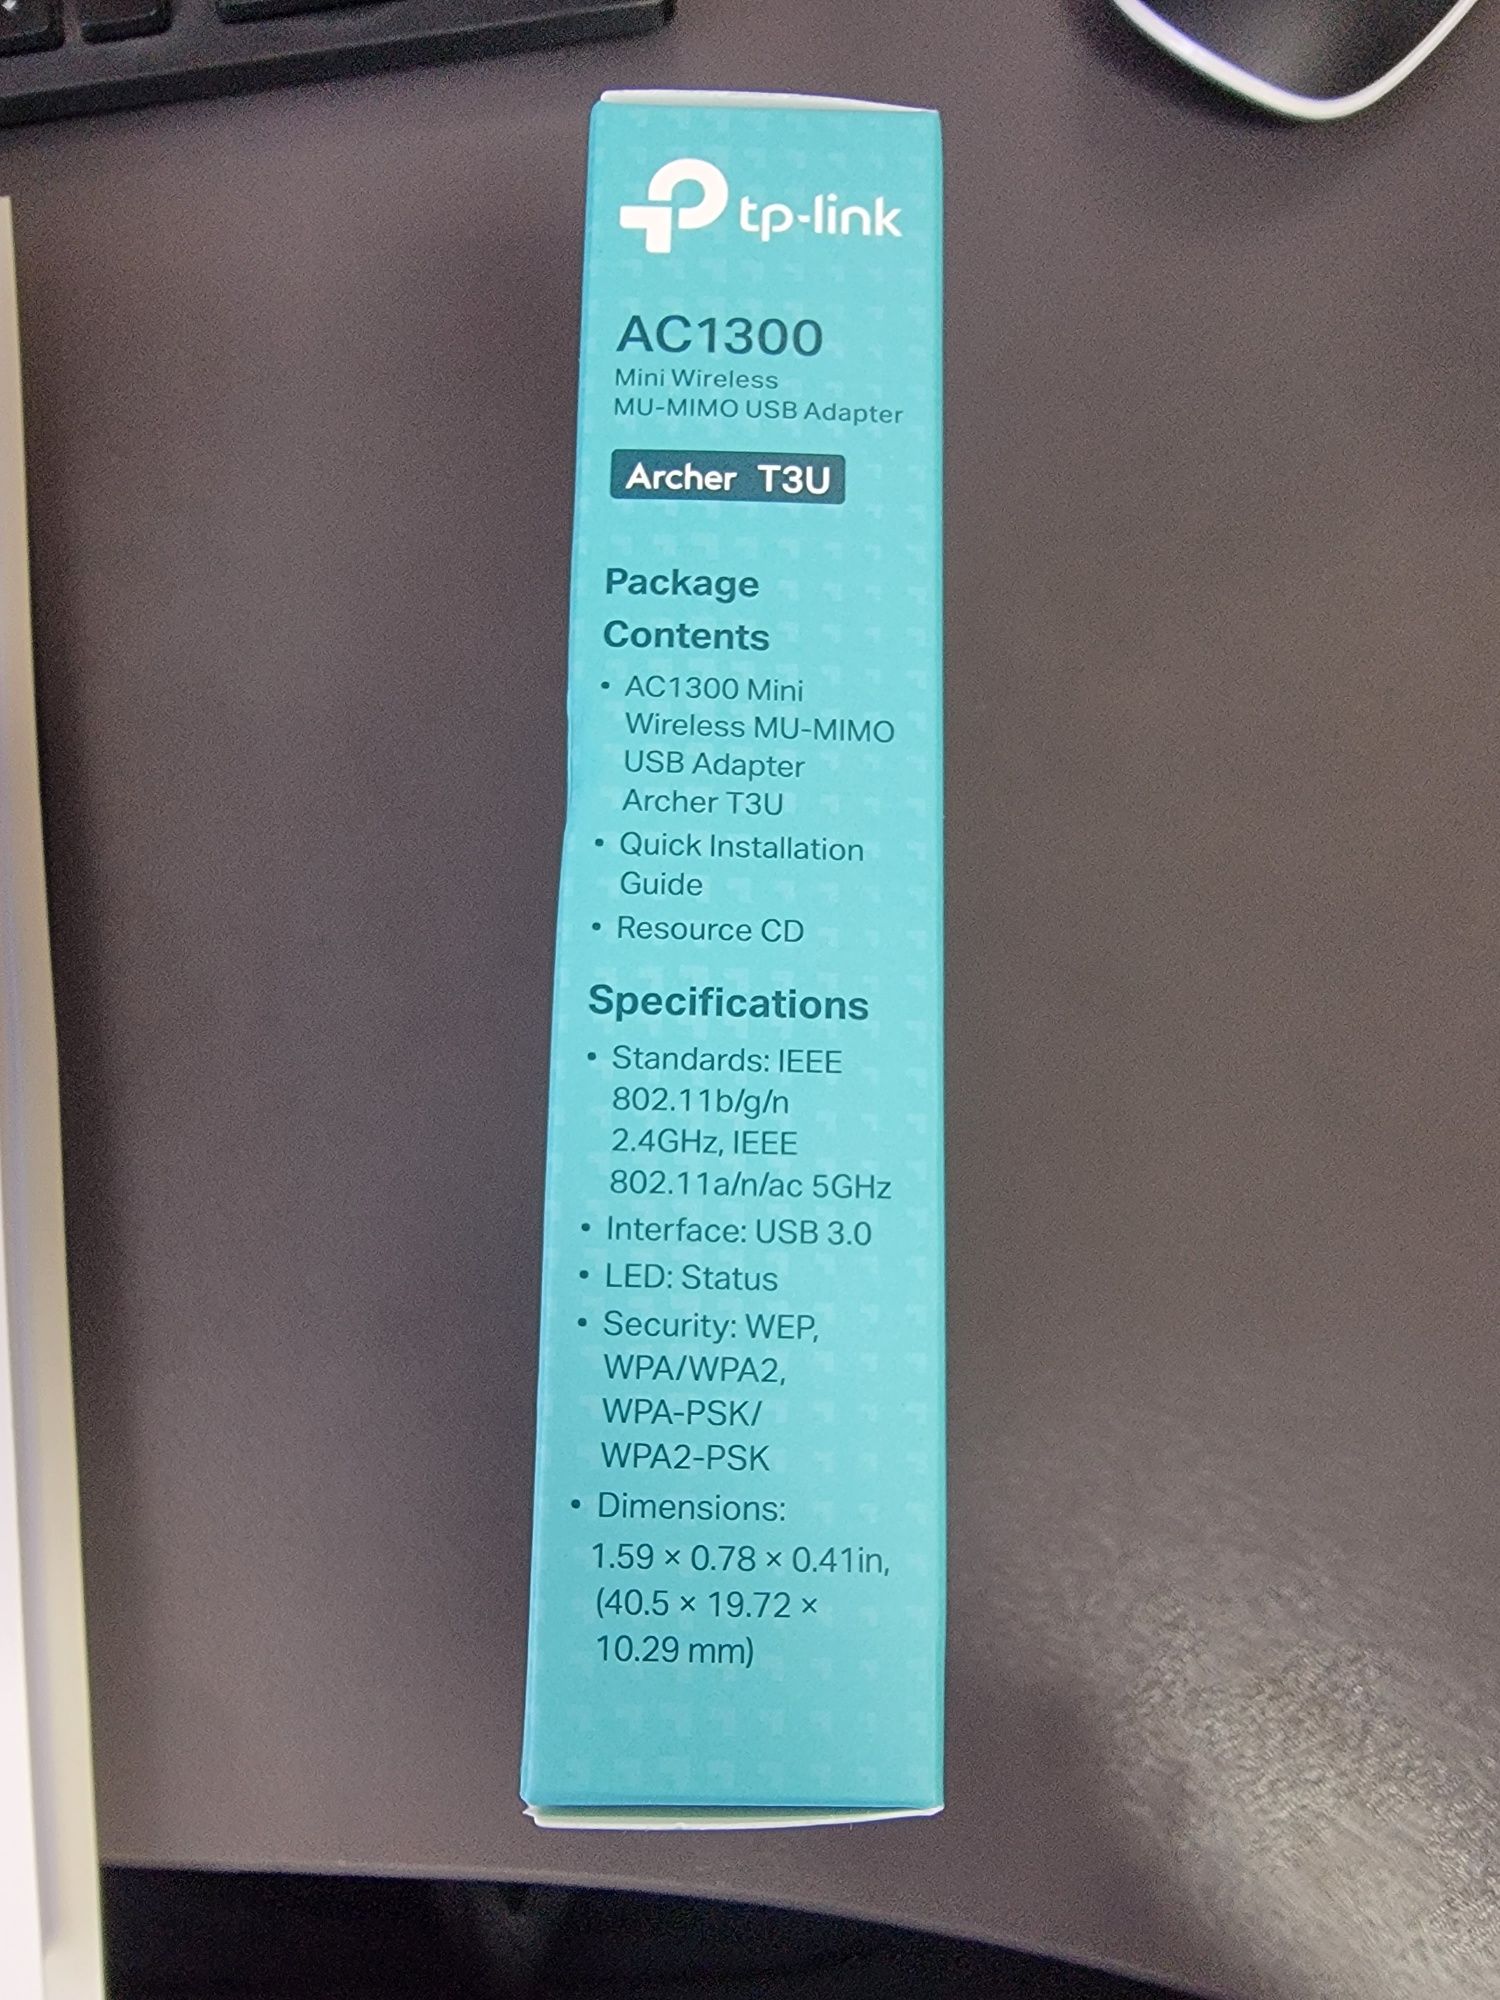 tp-link
AC1300
Mini Wireless
MU-MIMO USB Adapter
Archer T3U
Package
Contents
• AC1300 Mini
Wireless MU-MIMO
USB Adapter
Archer T3U
• Quick Installation
Guide
• Resource CD
Specifications
• Standards: IEEE
802.11b/g/n
2.4GHz, IEEE
802.11a/n/ac 5GHz
• Interface: USB 3.0
• LED: Status
• Security: WEP,
WPA/WPA2,
WPA-PSK/
WPA2-PSK
• Dimensions:
1.59 × 0.78 × 0.41in,
(40.5 × 19.72 ×
10.29 mm)